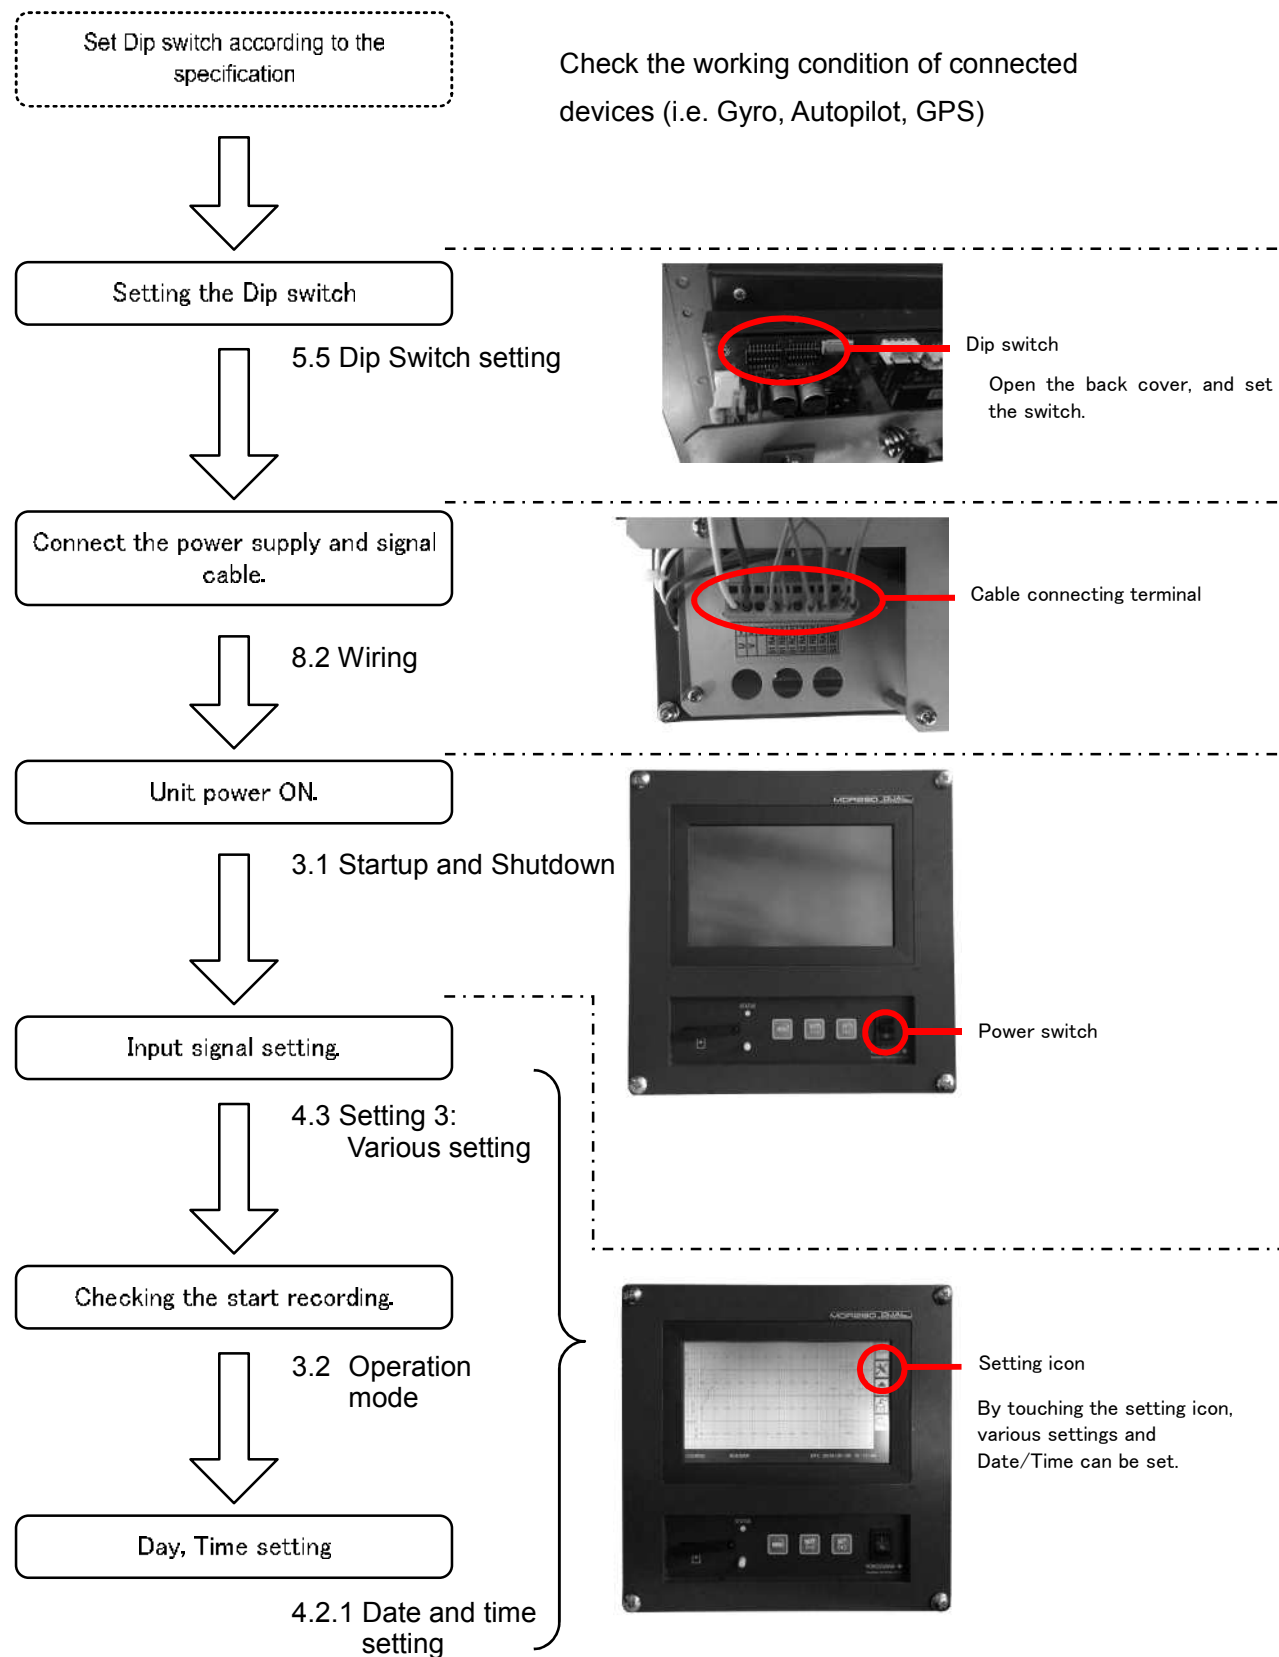 Set Dip switch according to the
specification
Check the working condition of connected
devices (i.e. Gyro, Autopilot, GPS)
Setting the Dip switch
5.5 Dip Switch setting
Dip switch
Open the back cover, and set
the switch.
Connect the power supply and signal
cable.
8.2 Wiring
Cable connecting terminal
Unit power ON.
3.1 Startup and Shutdown
Power switch
Input signal setting.
4.3 Setting 3:
Various setting
Checking the start recording.
3.2 Operation
mode
Setting icon
By touching the setting icon,
various settings and
Date/Time can be set.
Day, Time setting
4.2.1 Date and time
setting